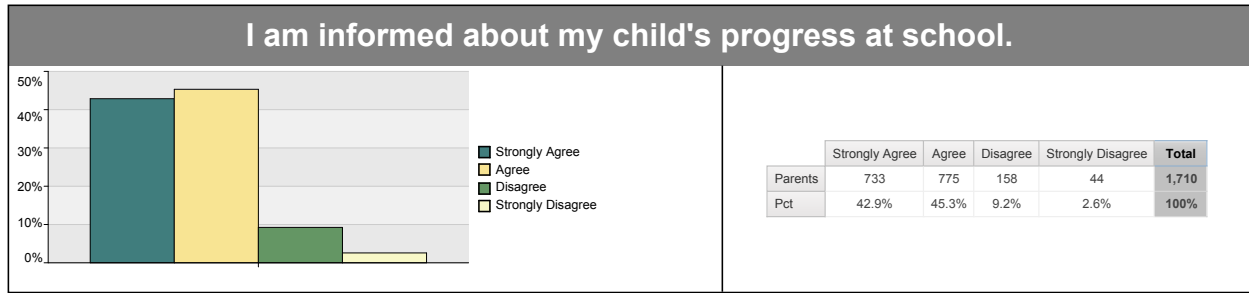 I am informed about my child's progress at school.
50%
40%
30%
20%
10%
0%
Strongly Agree
Agree
Disagree
Strongly Disagree
Strongly Agree Agree Disagree Strongly Disagree Total
Parents 733 775 158 44 1,710
Pct 42.9% 45.3% 9.2% 2.6% 100%